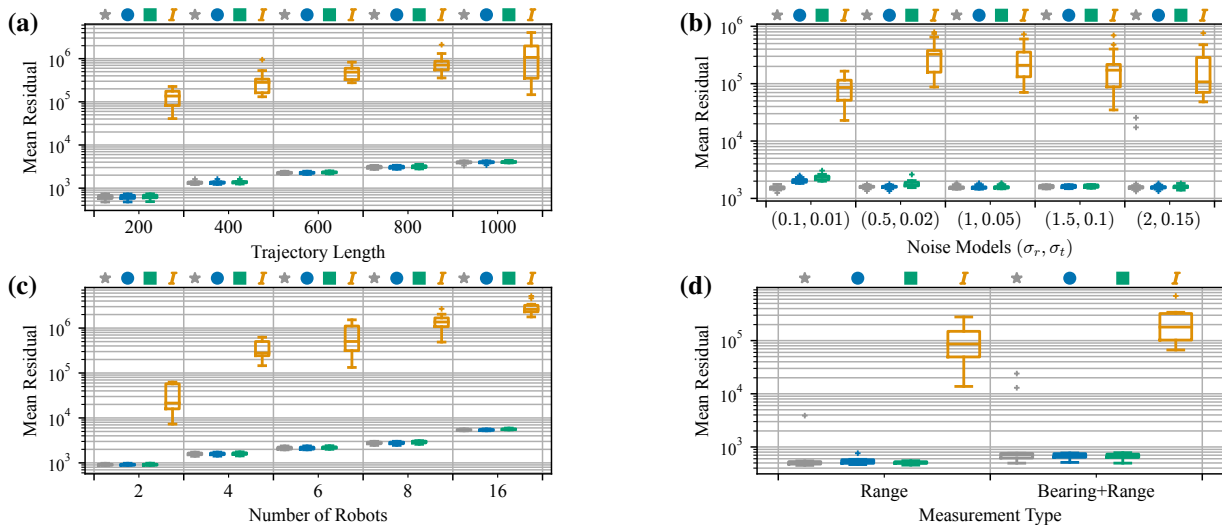 (a)
10^6
10^5
10^4
10^3
Mean Residual
200 400 600 800 1000
Trajectory Length
(b)
10^6
10^5
10^4
10^3
Mean Residual
(0.1, 0.01) (0.5, 0.02) (1, 0.05) (1.5, 0.1) (2, 0.15)
Noise Models (σ_r, σ_t)
(c)
10^6
10^5
10^4
10^3
Mean Residual
2 4 6 8 16
Number of Robots
(d)
10^5
10^4
10^3
Mean Residual
Range Bearing+Range
Measurement Type